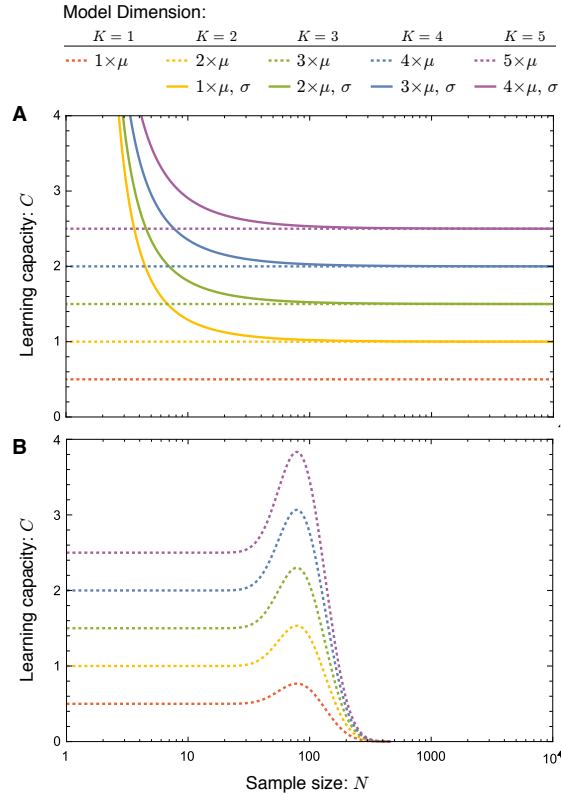 Model Dimension:
K = 1 K = 2 K = 3 K = 4 K = 5
1×μ 2×μ 3×μ 4×μ 5×μ
1×μ, σ 2×μ, σ 3×μ, σ 4×μ, σ
A
4
3
2
1
0
Learning capacity: C
B
4
3
2
1
0
Learning capacity: C
1 10 100 1000 10⁴
Sample size: N